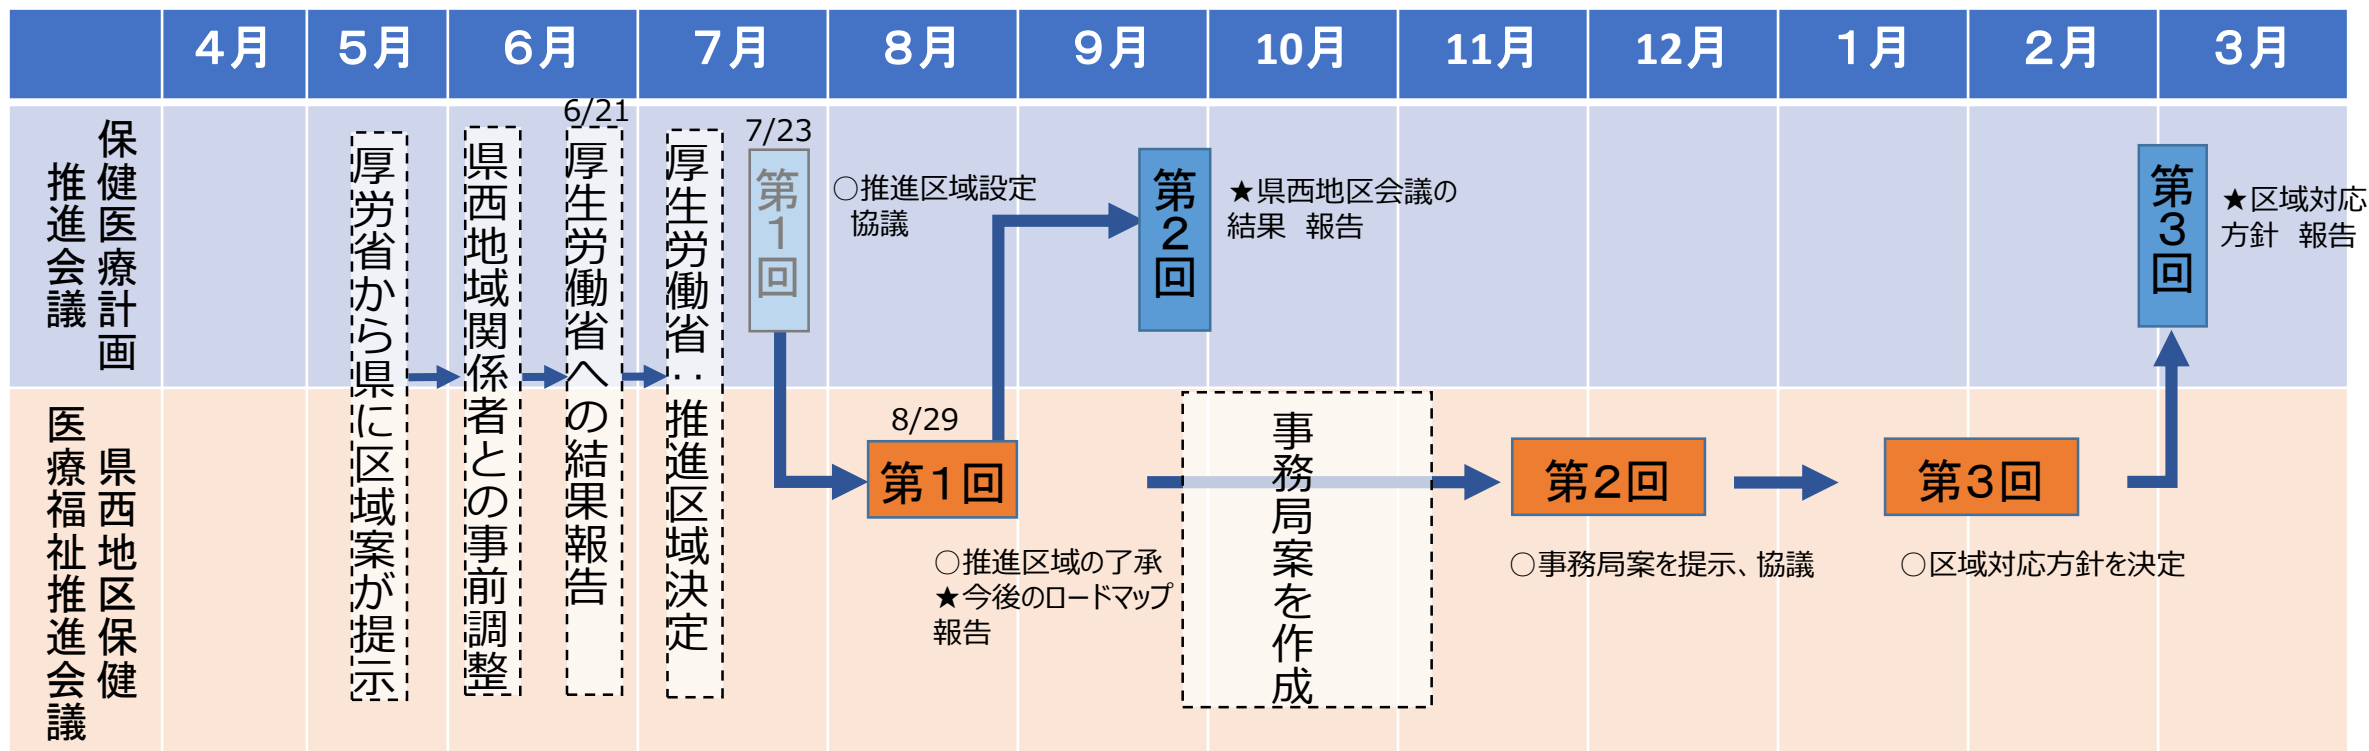 4月
5月
6月
7月
8月
9月
10月
11月
12月
1月
2月
3月
保健医療計画
推進会議
厚労省から県に区域案が提示
県西地域関係者との事前調整
6/21
厚生労働省への結果報告
厚生労働省：推進区域決定
7/23
第1回
○推進区域設定
協議
第2回
★県西地区会議の
結果 報告
第3回
★区域対応
方針 報告
県西地区保健
医療福祉推進会議
8/29
第1回
○推進区域の了承
★今後のロードマップ
報告
事務局案を作成
第2回
○事務局案を提示、協議
第3回
○区域対応方針を決定